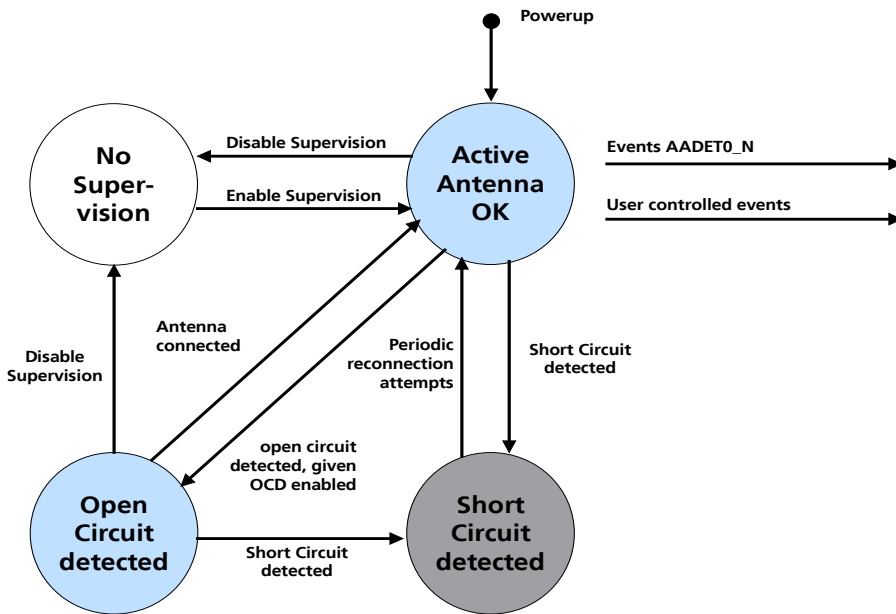 Powerup
Disable Supervision
No
Super-
vision
Active
Antenna
OK
Events AADET0_N
Enable Supervision
User controlled events
Antenna
connected
Periodic
reconnection
attempts
Short Circuit
detected
Disable
Supervision
open circuit
detected, given
OCD enabled
Open
Circuit
detected
Short Circuit
detected
Short
Circuit
detected